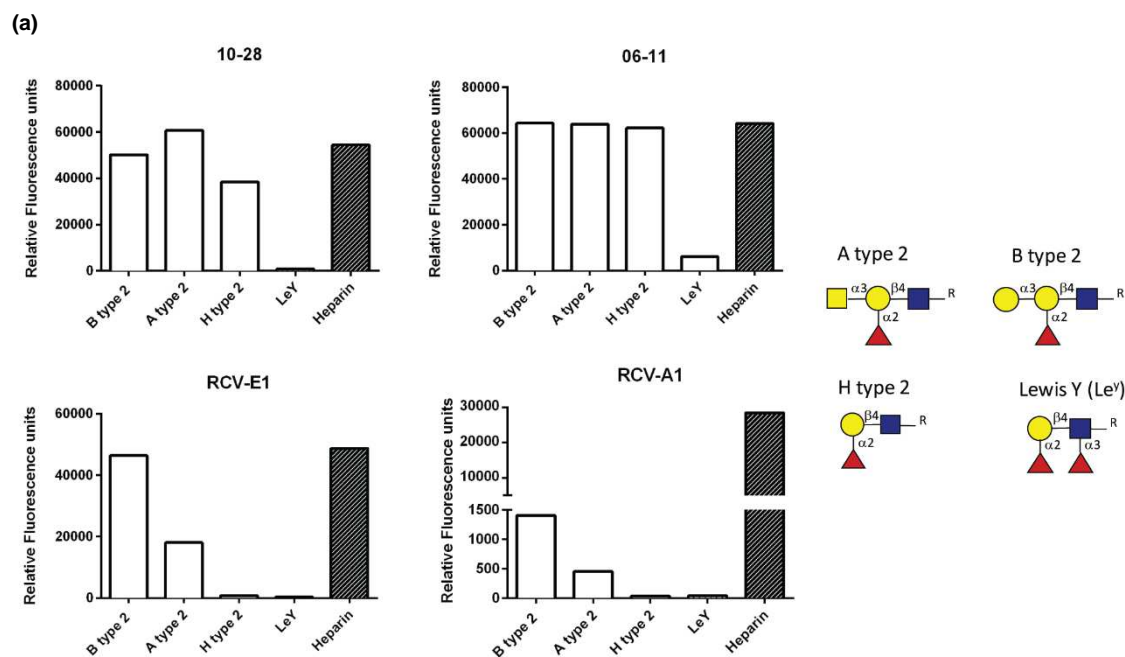 (a)
10-28
Relative Fluorescence units
80000
60000
40000
20000
0
B type 2
A type 2
H type 2
LeY
Heparin
06-11
Relative Fluorescence units
80000
60000
40000
20000
0
B type 2
A type 2
H type 2
LeY
Heparin
RCV-E1
Relative Fluorescence units
60000
40000
20000
0
B type 2
A type 2
H type 2
LeY
Heparin
RCV-A1
Relative Fluorescence units
30000
20000
10000
1500
1000
500
0
B type 2
A type 2
H type 2
LeY
Heparin
A type 2
α3 β4 R
α2
B type 2
α3 β4 R
α2
H type 2
β4 R
α2
Lewis Y (Leʸ)
β4 R
α2 α3